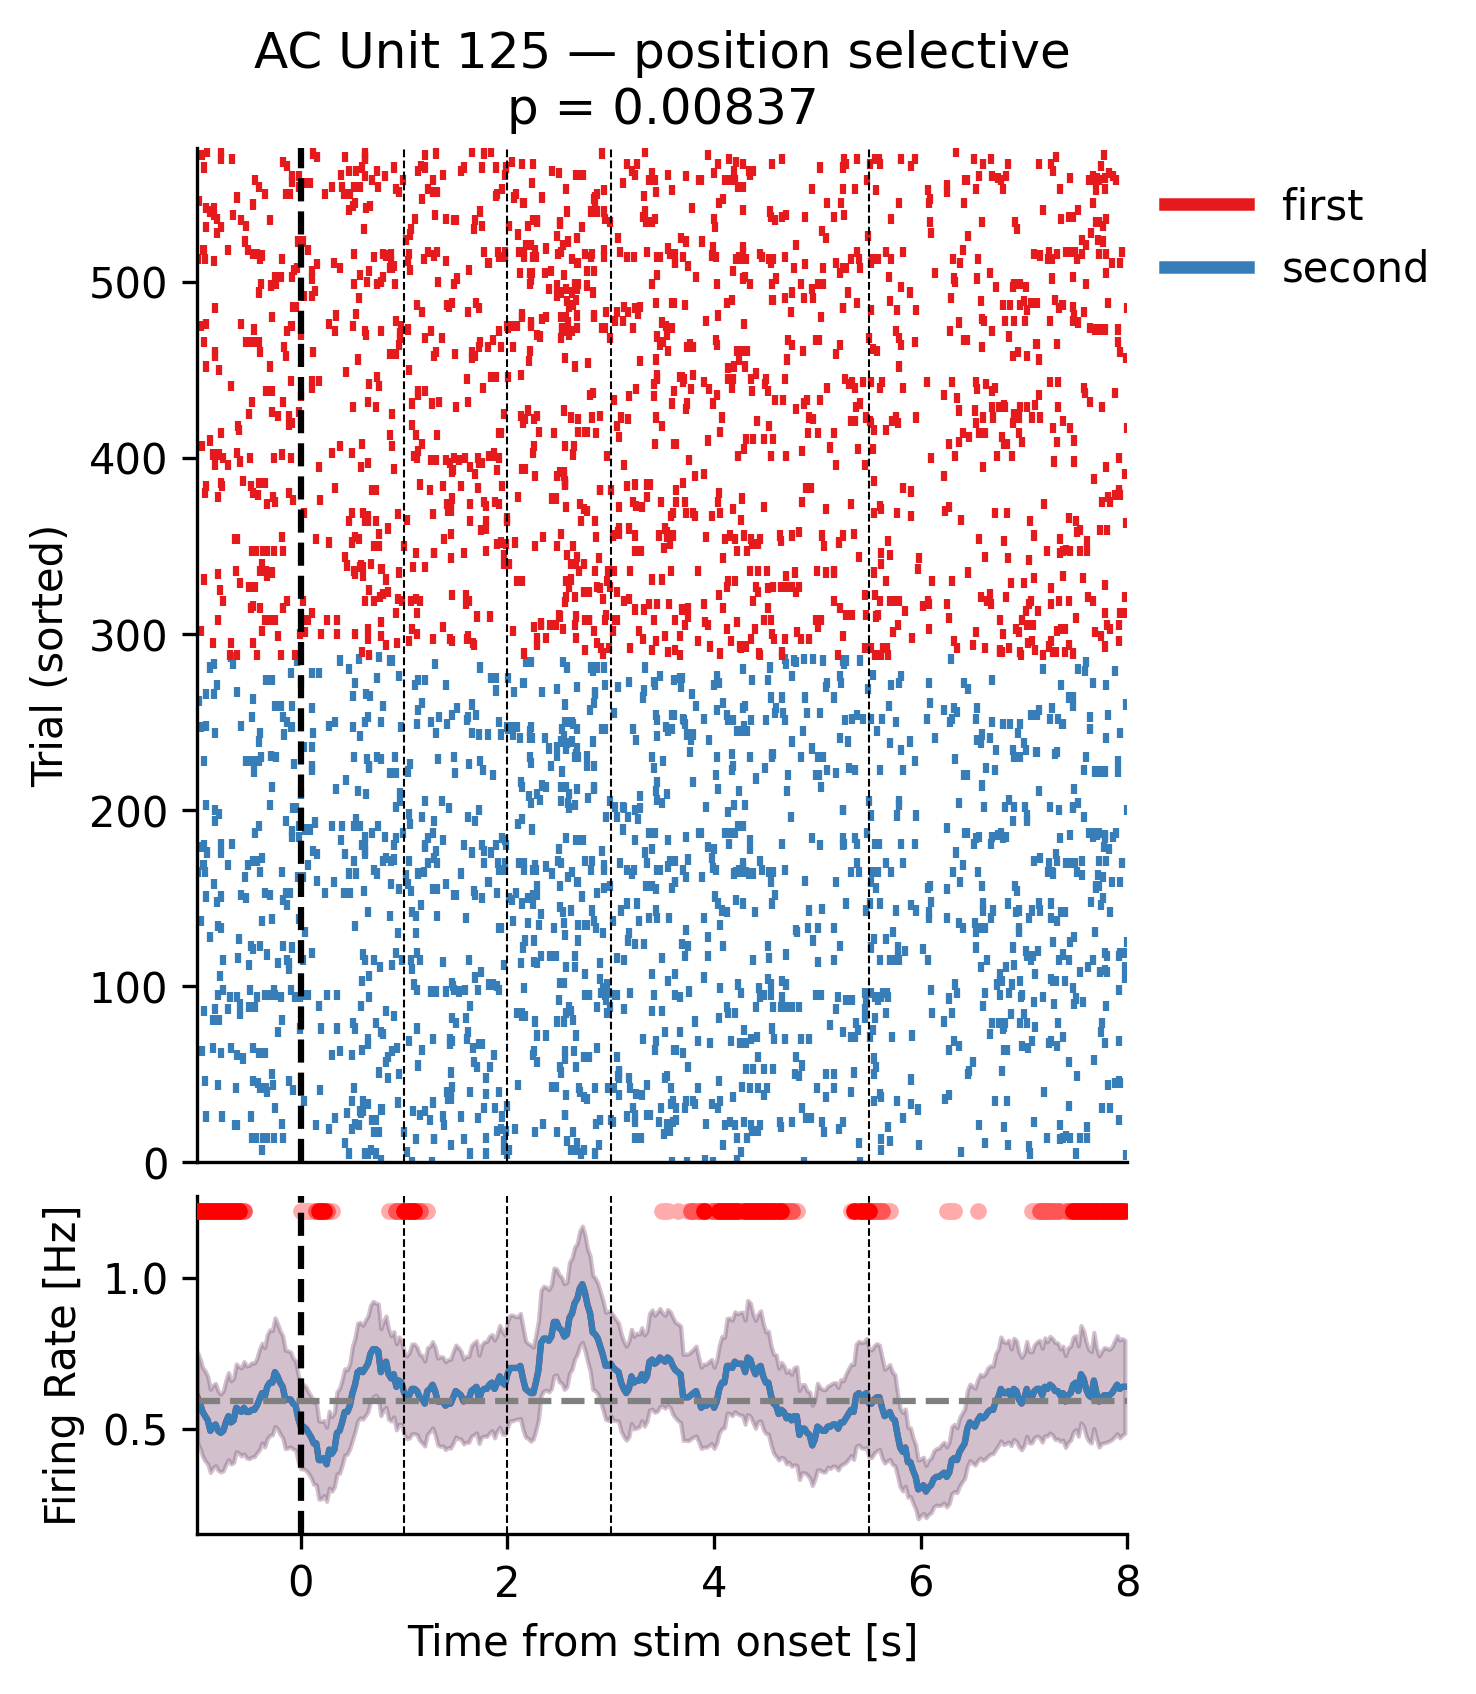 AC Unit 125 — position selective
p = 0.00837
first
second
Trial (sorted)
500
400
300
200
100
0
Firing Rate [Hz]
1.0
0.5
0 2 4 6 8
Time from stim onset [s]